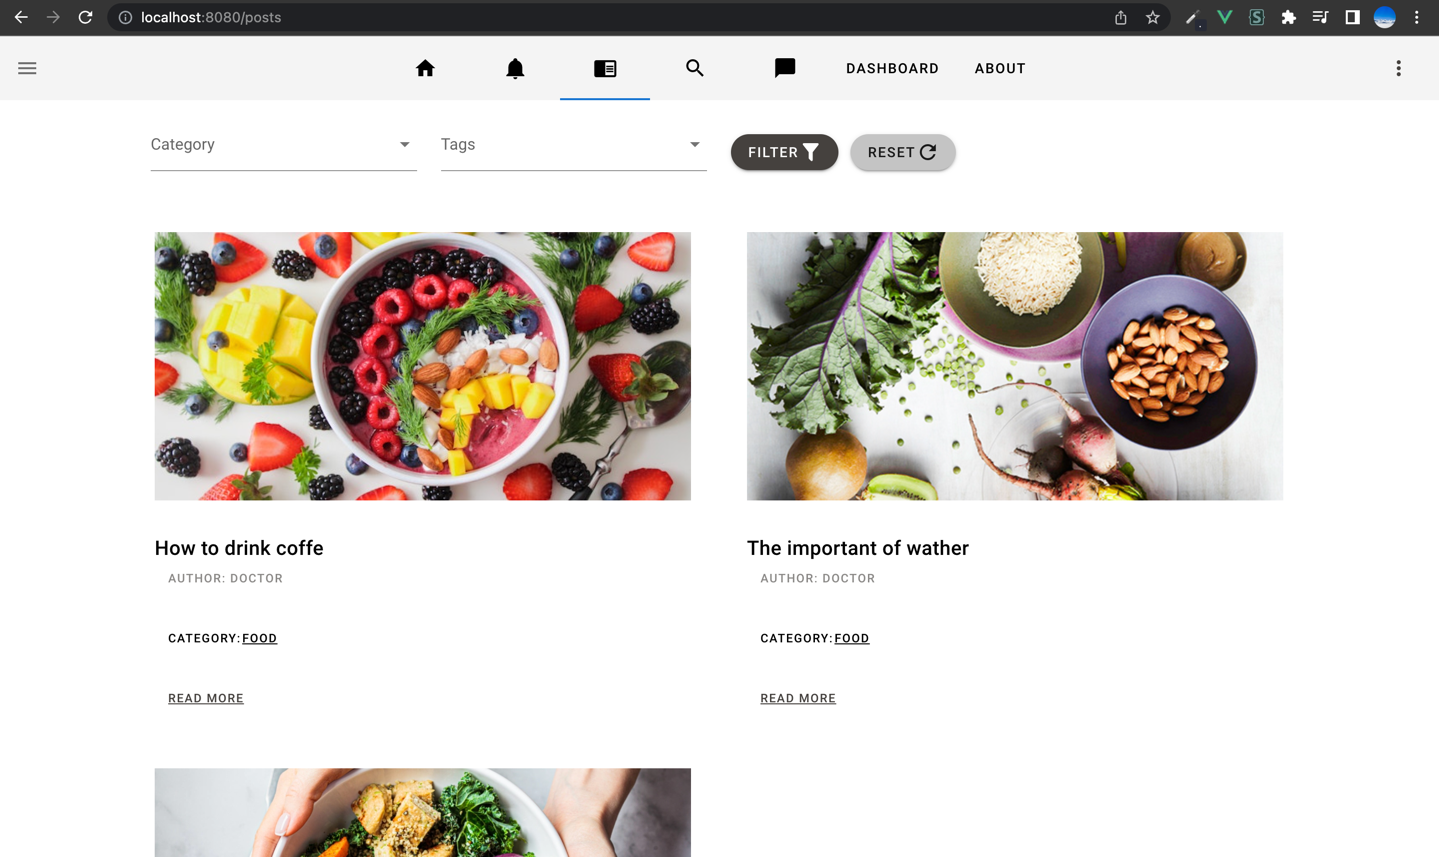 localhost:8080/posts
DASHBOARD ABOUT
Category Tags FILTER RESET
How to drink coffe
AUTHOR: DOCTOR
CATEGORY: FOOD
READ MORE
The important of wather
AUTHOR: DOCTOR
CATEGORY: FOOD
READ MORE